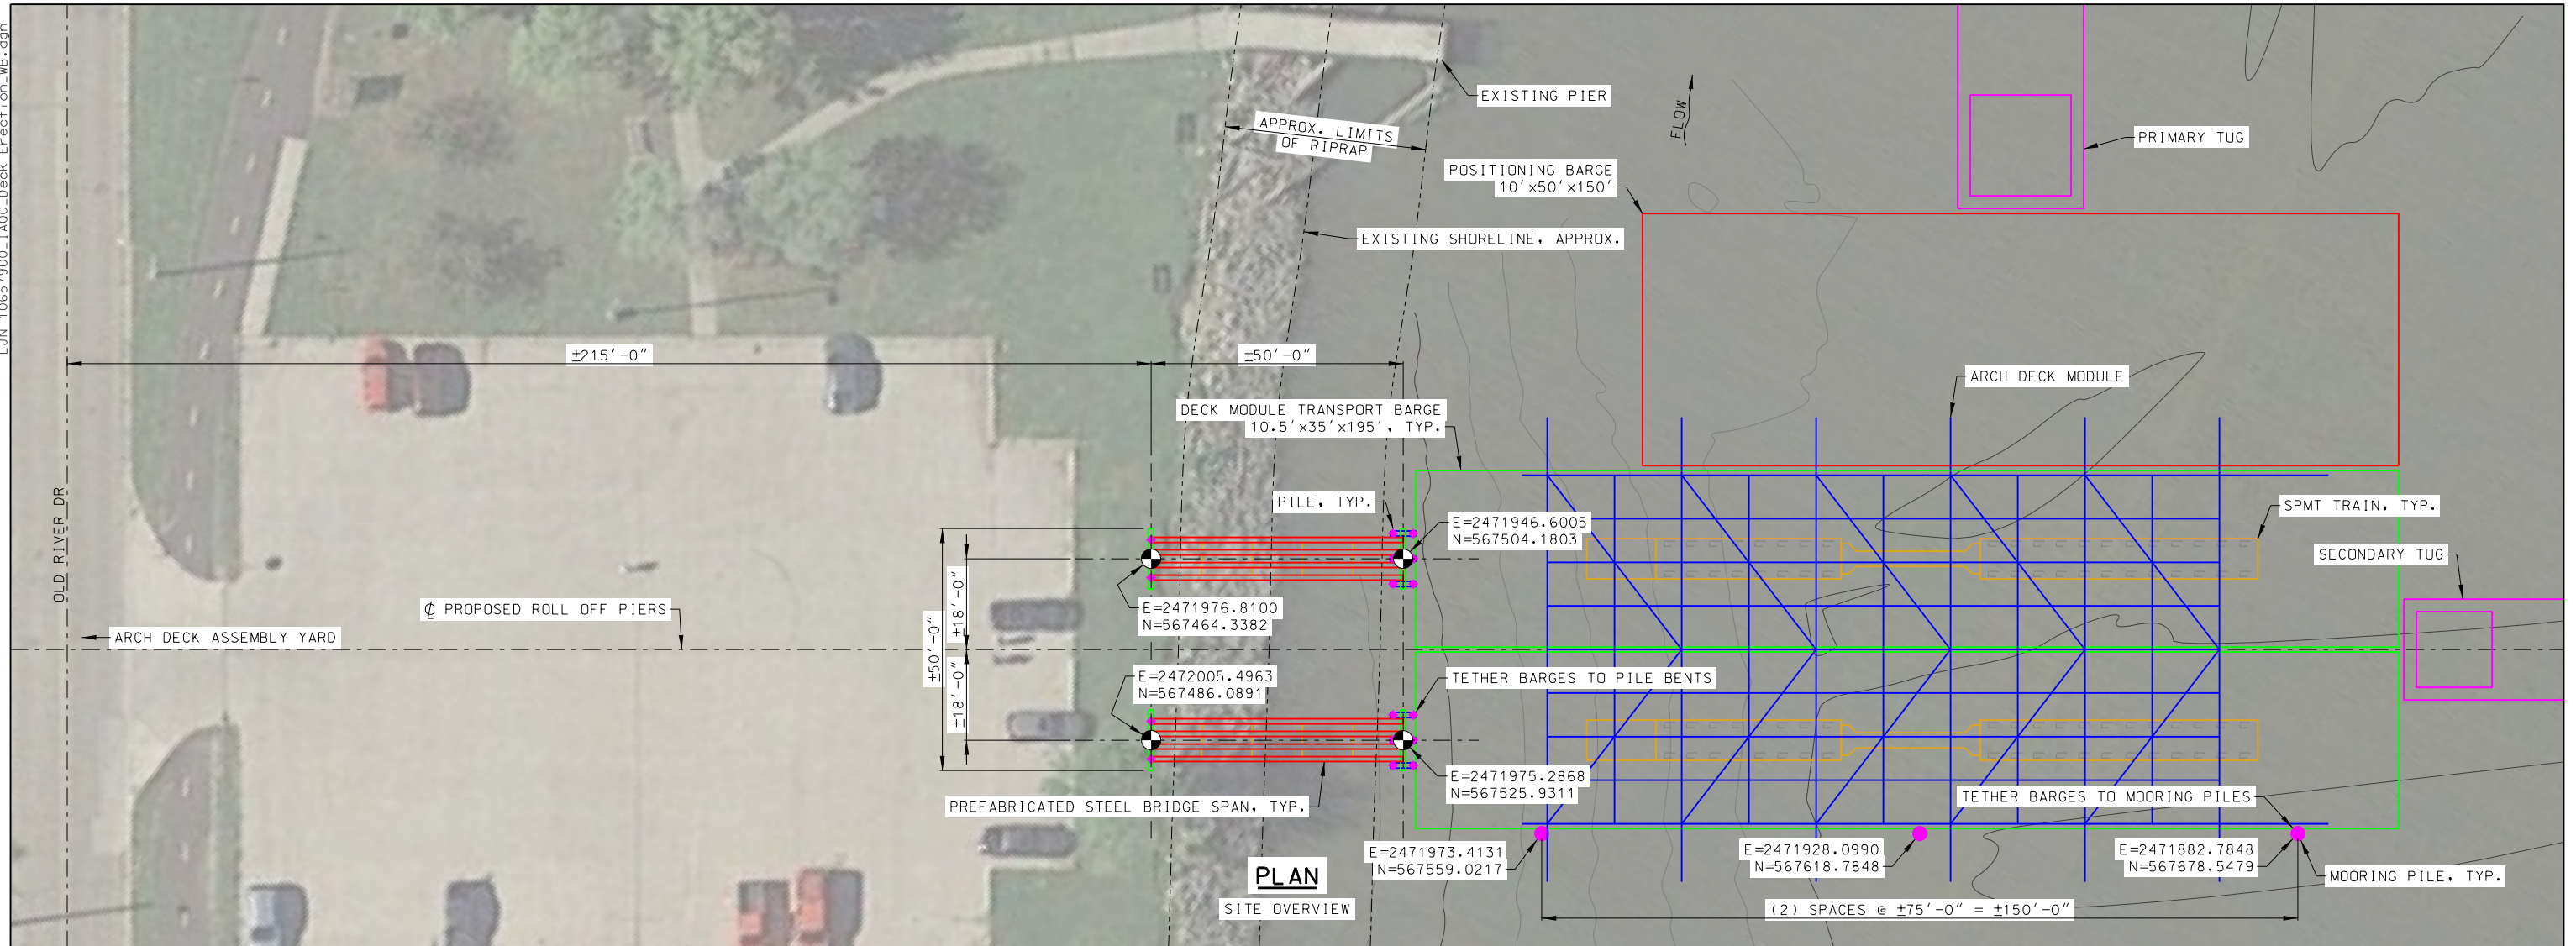 LJN 10657900_IADC_Deck Erection_WB.dgn
EXISTING PIER
APPROX. LIMITS
OF RIPRAP
FLOW
PRIMARY TUG
POSITIONING BARGE
10'x50'x150'
EXISTING SHORELINE, APPROX.
±215'-0"
±50'-0"
ARCH DECK MODULE
DECK MODULE TRANSPORT BARGE
10.5'x35'x195', TYP.
PILE, TYP.
E=2471946.6005
N=567504.1803
SPMT TRAIN, TYP.
SECONDARY TUG
OLD RIVER DR
℄ PROPOSED ROLL OFF PIERS
ARCH DECK ASSEMBLY YARD
±50'-0"
±18'-0"
±18'-0"
E=2471976.8100
N=567464.3382
E=2472005.4963
N=567486.0891
TETHER BARGES TO PILE BENTS
E=2471975.2868
N=567525.9311
PREFABRICATED STEEL BRIDGE SPAN, TYP.
TETHER BARGES TO MOORING PILES
E=2471973.4131
N=567559.0217
E=2471928.0990
N=567618.7848
E=2471882.7848
N=567678.5479
MOORING PILE, TYP.
PLAN
SITE OVERVIEW
(2) SPACES @ ±75'-0" = ±150'-0"